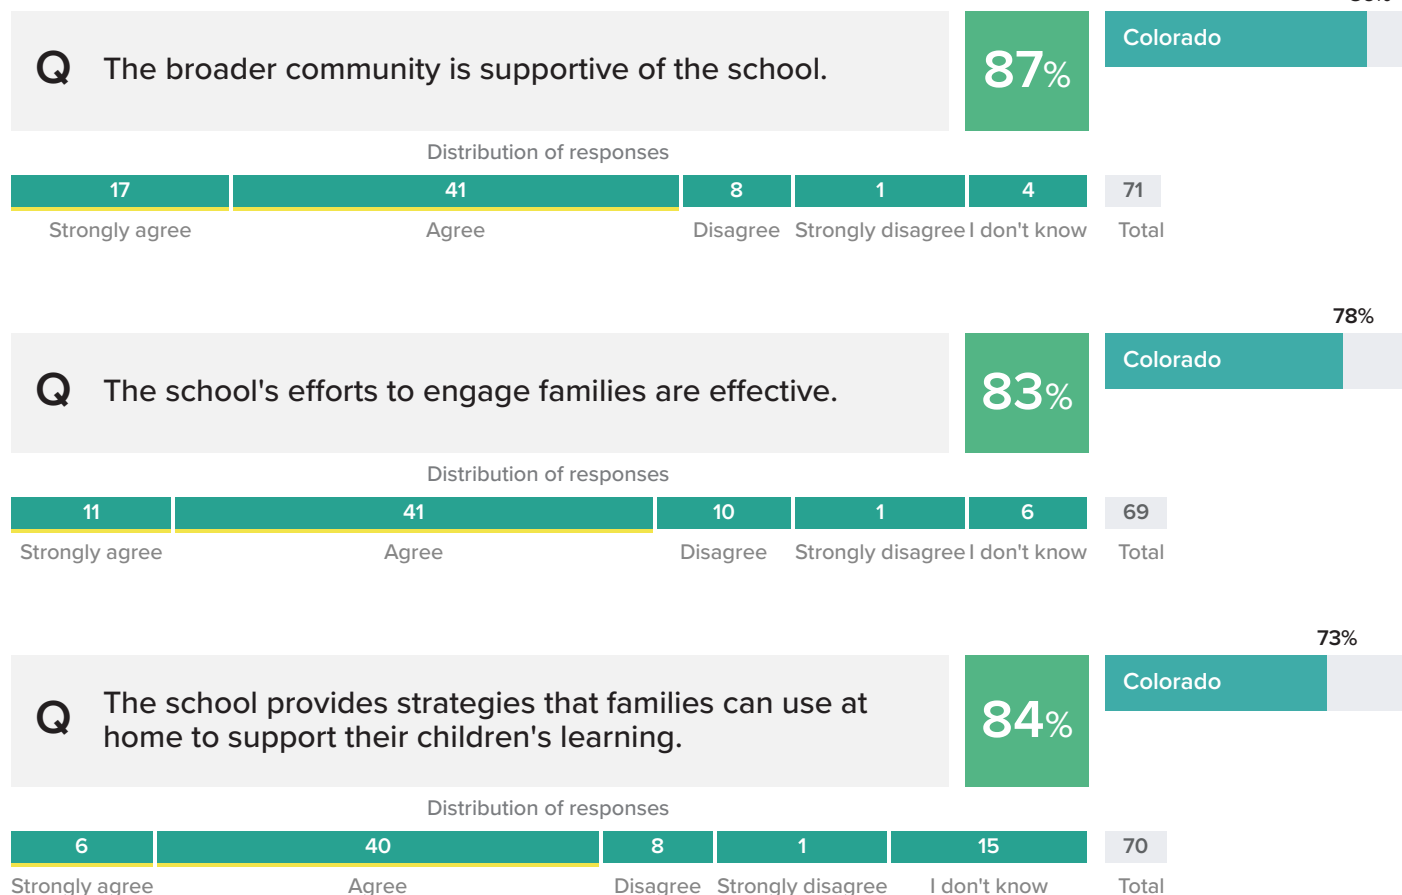 Q The broader community is supportive of the school.
87%
Colorado
Distribution of responses
17 41 8 1 4 71
Strongly agree Agree Disagree Strongly disagree I don't know Total
78%
Q The school's efforts to engage families are effective.
83%
Colorado
Distribution of responses
11 41 10 1 6 69
Strongly agree Agree Disagree Strongly disagree I don't know Total
73%
Q The school provides strategies that families can use at
home to support their children's learning.
84%
Colorado
Distribution of responses
6 40 8 1 15 70
Strongly agree Agree Disagree Strongly disagree I don't know Total